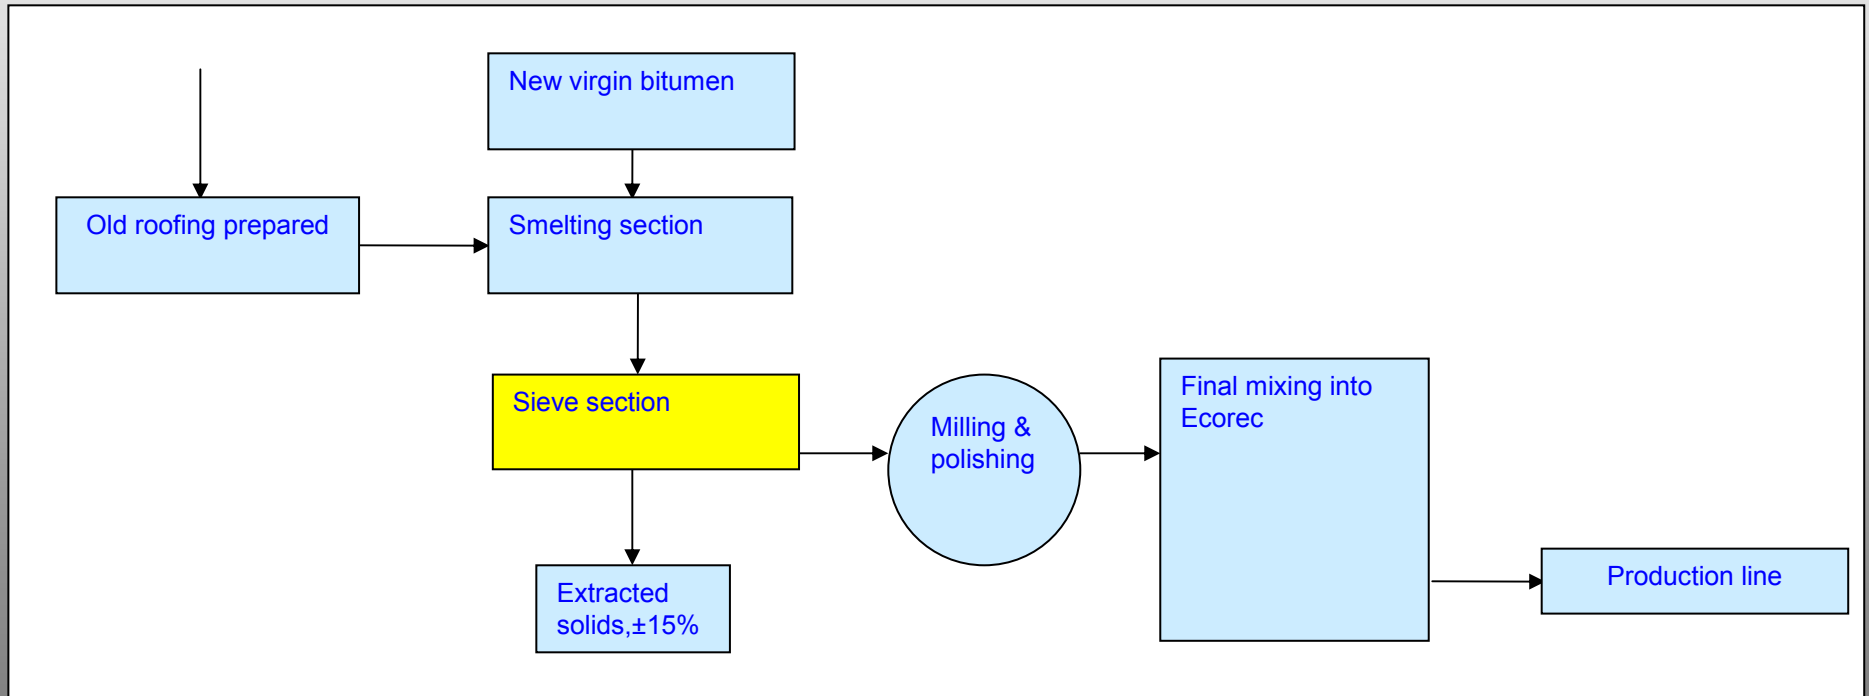 New virgin bitumen
Old roofing prepared
Smelting section
Sieve section
Milling &
polishing
Final mixing into
Ecorec
Extracted
solids,±15%
Production line